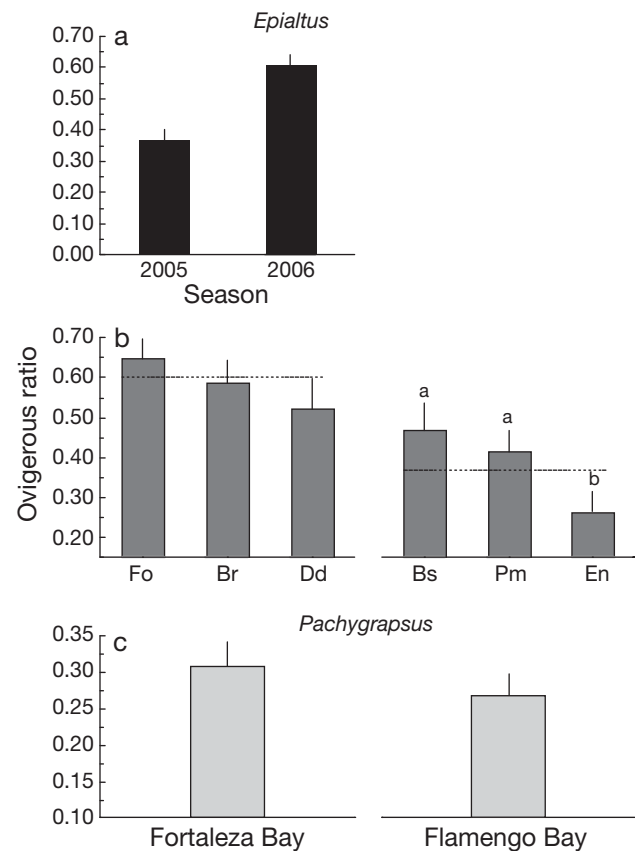 Epialtus
a
0.70
0.60
0.50
0.40
0.30
0.20
0.10
0.00
2005 2006
Season
Ovigerous ratio
b
0.70
0.60
0.50
0.40
0.30
0.20
a a b
Fo Br Dd Bs Pm En
Pachygrapsus
c
0.35
0.30
0.25
0.20
0.15
0.10
Fortaleza Bay Flamengo Bay